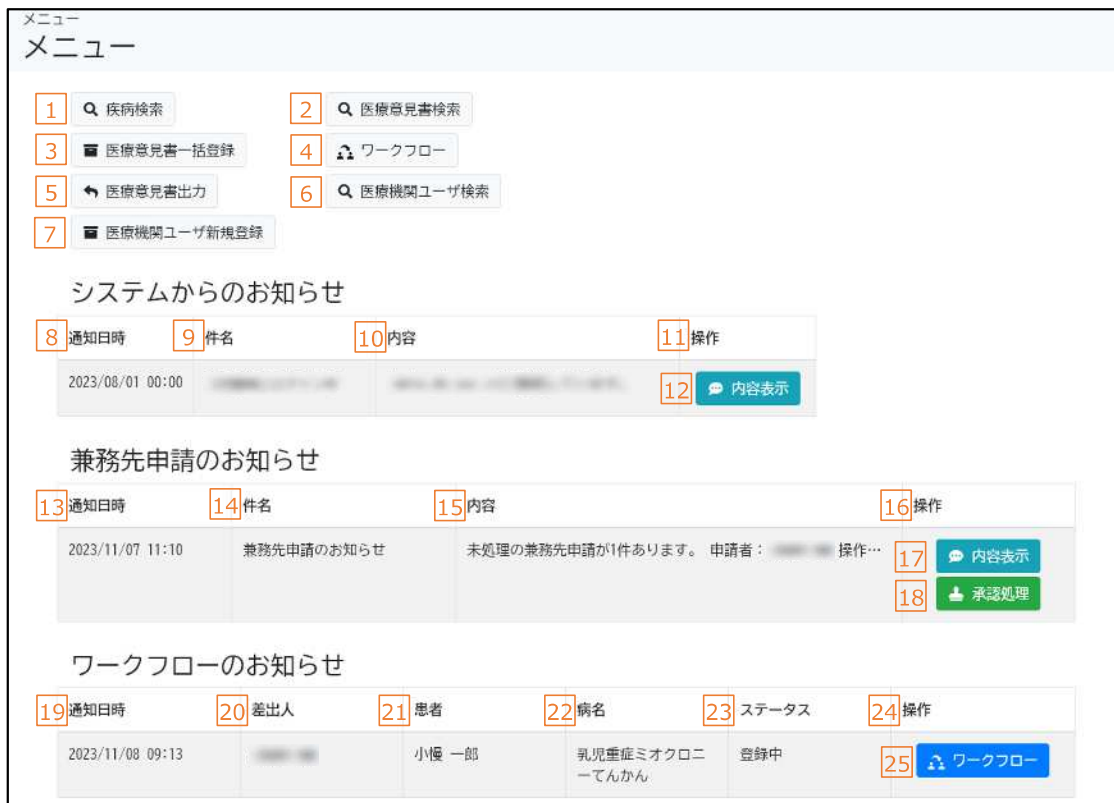 メニュー
メニュー
1 疾病検索 2 医療意見書検索
3 医療意見書一括登録 4 ワークフロー
5 医療意見書出力 6 医療機関ユーザ検索
7 医療機関ユーザ新規登録
システムからのお知らせ
8 通知日時 9 件名 10 内容 11 操作
2023/08/01 00:00 12 内容表示
兼務先申請のお知らせ
13 通知日時 14 件名 15 内容 16 操作
2023/11/07 11:10 兼務先申請のお知らせ 未処理の兼務先申請が1件あります。 申請者: 操作… 17 内容表示
18 承認処理
ワークフローのお知らせ
19 通知日時 20 差出人 21 患者 22 病名 23 ステータス 24 操作
2023/11/08 09:13 小慢 一郎 乳児重症ミオクロニ 登録中 25 ワークフロー
ーてんかん